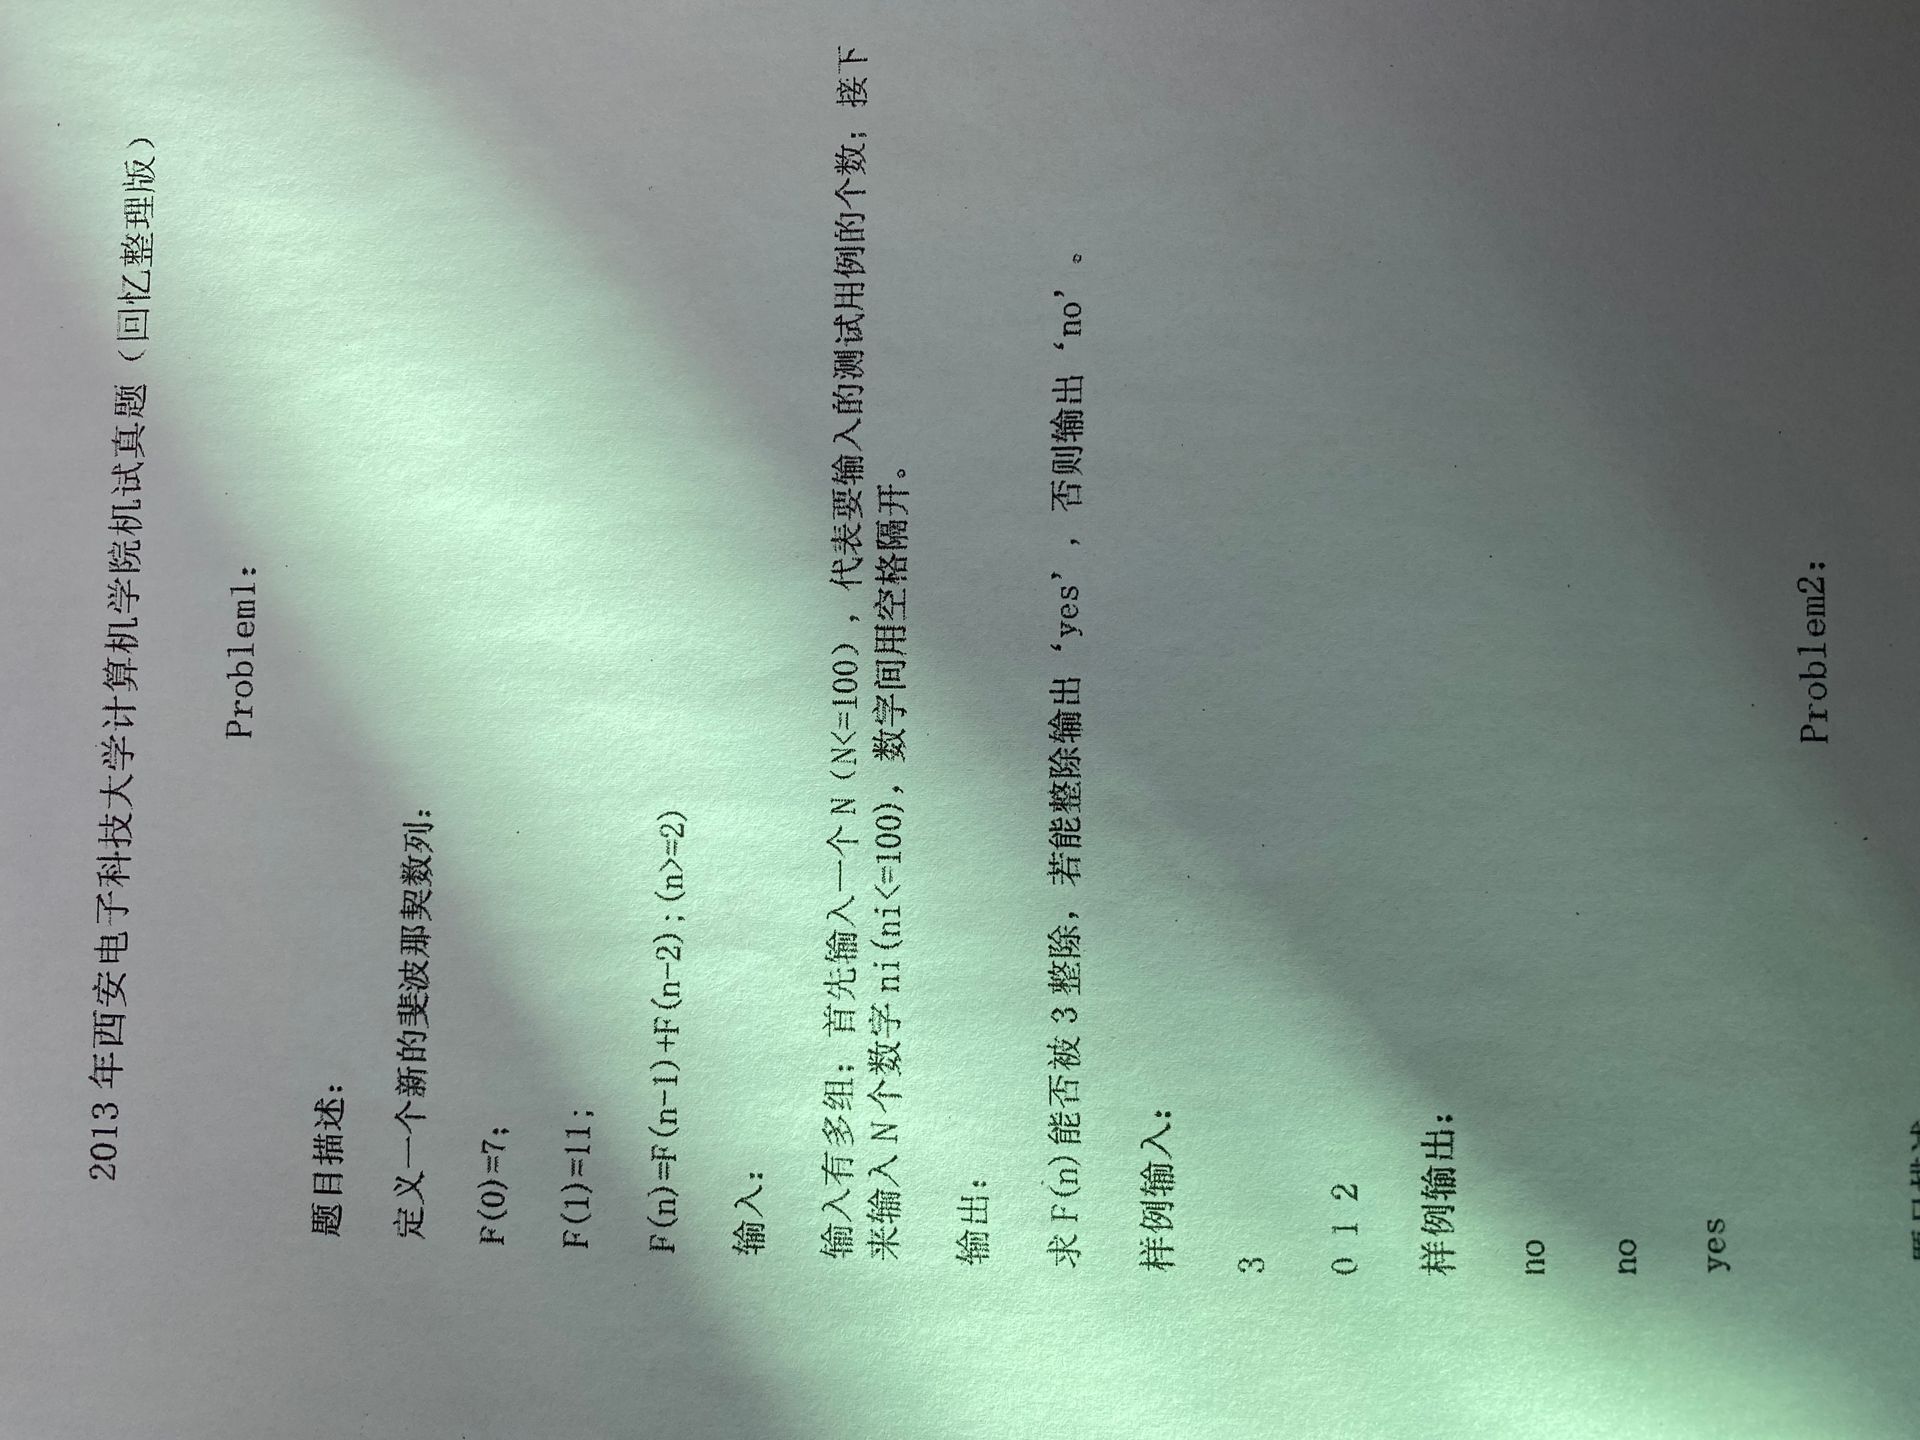 2013 年西安电子科技大学计算机学院机试真题（回忆整理版）
Problem1:
题目描述：
定义一个新的斐波那契数列：
F(0)=7;
F(1)=11;
F(n)=F(n-1)+F(n-2);(n>=2)
输入：
输入有多组；首先输入一个 N（N<=100），代表要输入的测试用例的个数；接下
来输入 N 个数字 ni(ni<=100)，数字间用空格隔开。
输出：
求 F(n)能否被 3 整除，若能整除输出‘yes’，否则输出‘no’。
样例输入：
3
0 1 2
样例输出：
no
no
yes
Problem2:
题目描述